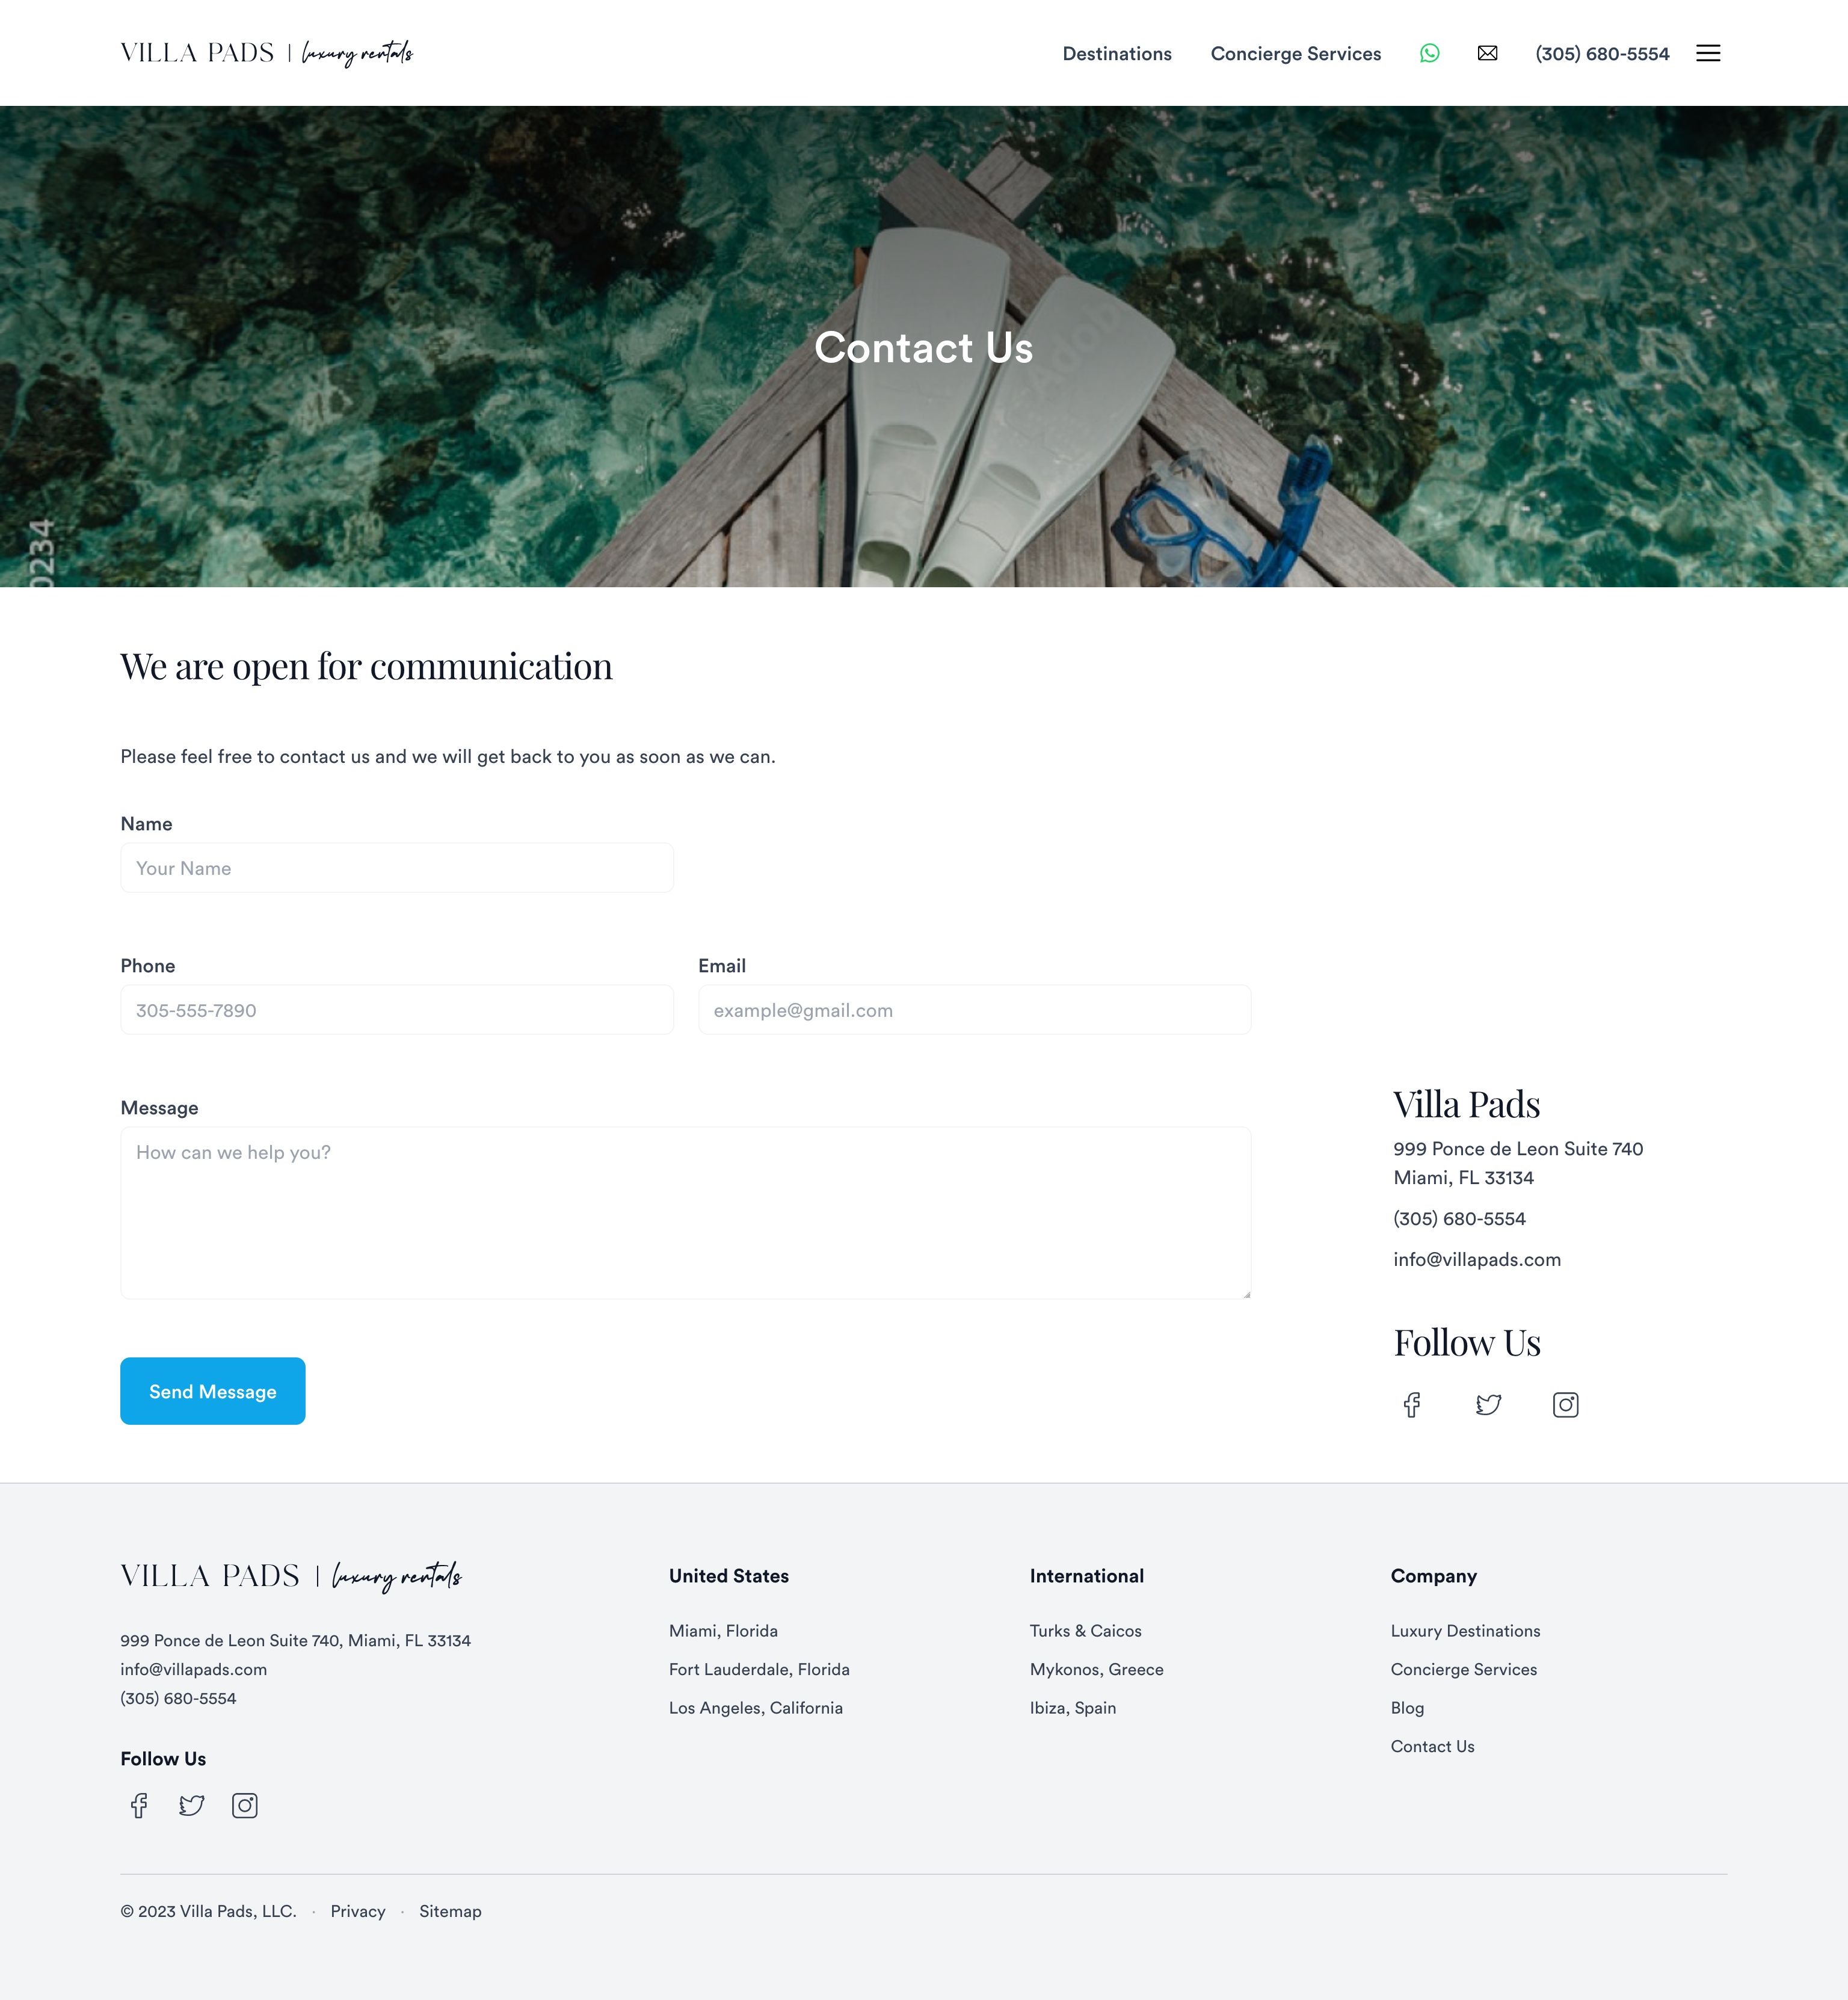 VILLA PADS | luxury rentals
Destinations
Concierge Services
(305) 680-5554
Adob
Contact Us
0234
We are open for communication
Please feel free to contact us and we will get back to you as soon as we can.
Name
Your Name
Phone
Email
305-555-7890
example@gmail.com
Message
How can we help you?
Send Message
Villa Pads
999 Ponce de Leon Suite 740
Miami, FL 33134
(305) 680-5554
info@villapads.com
Follow Us
VILLA PADS | luxury rentals
999 Ponce de Leon Suite 740, Miami, FL 33134
info@villapads.com
(305) 680-5554
Follow Us
United States
Miami, Florida
Fort Lauderdale, Florida
Los Angeles, California
International
Turks & Caicos
Mykonos, Greece
Ibiza, Spain
Company
Luxury Destinations
Concierge Services
Blog
Contact Us
© 2023 Villa Pads, LLC. · Privacy · Sitemap